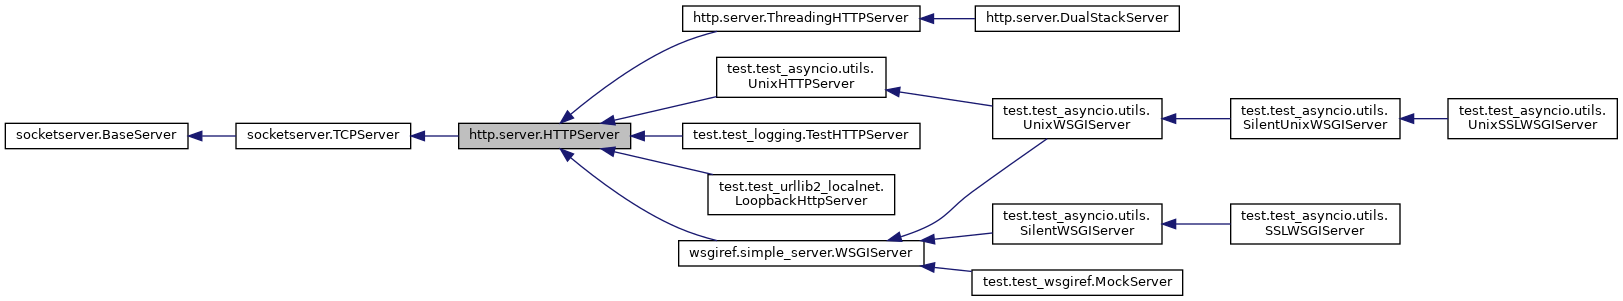 http.server.ThreadingHTTPServer
http.server.DualStackServer
test.test_asyncio.utils.
UnixHTTPServer
test.test_asyncio.utils.
UnixWSGIServer
test.test_asyncio.utils.
SilentUnixWSGIServer
test.test_asyncio.utils.
UnixSSLWSGIServer
socketserver.BaseServer
socketserver.TCPServer
http.server.HTTPServer
test.test_logging.TestHTTPServer
test.test_urllib2_localnet.
LoopbackHttpServer
test.test_asyncio.utils.
SilentWSGIServer
test.test_asyncio.utils.
SSLWSGIServer
wsgiref.simple_server.WSGIServer
test.test_wsgiref.MockServer